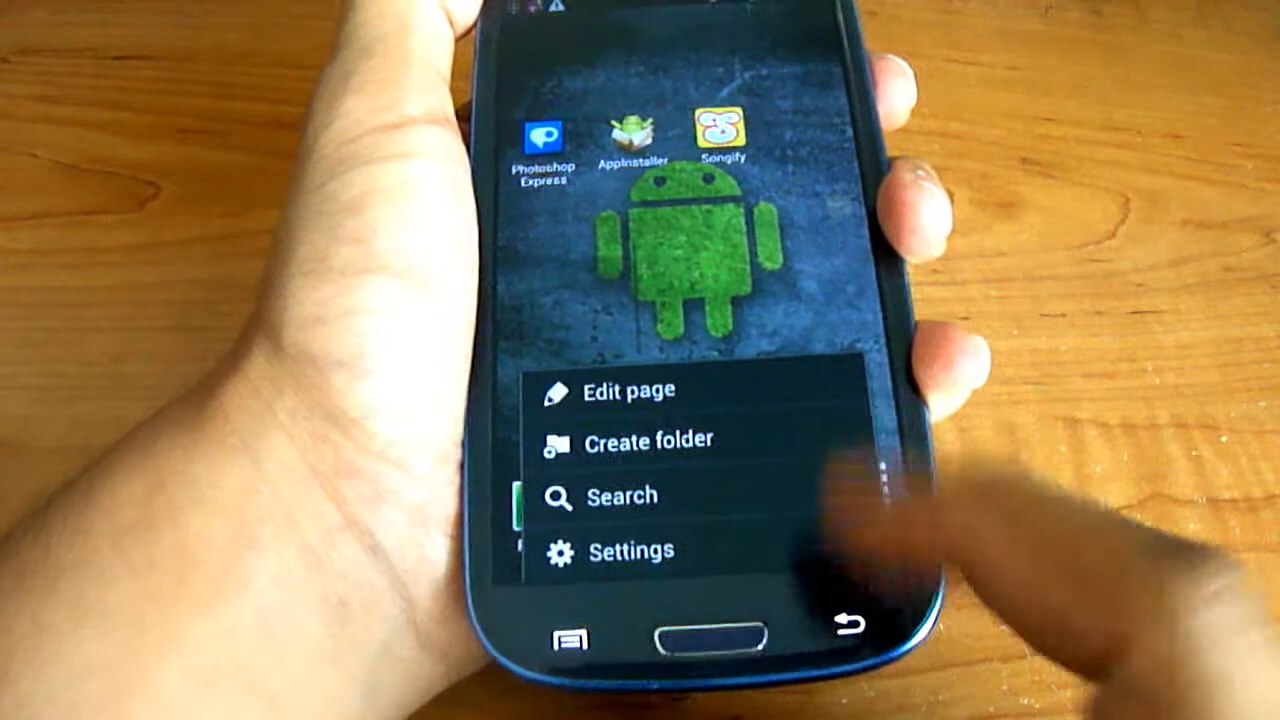 Photoshop
Express
AppInstaller
Songify
Edit page
Create folder
Search
Settings